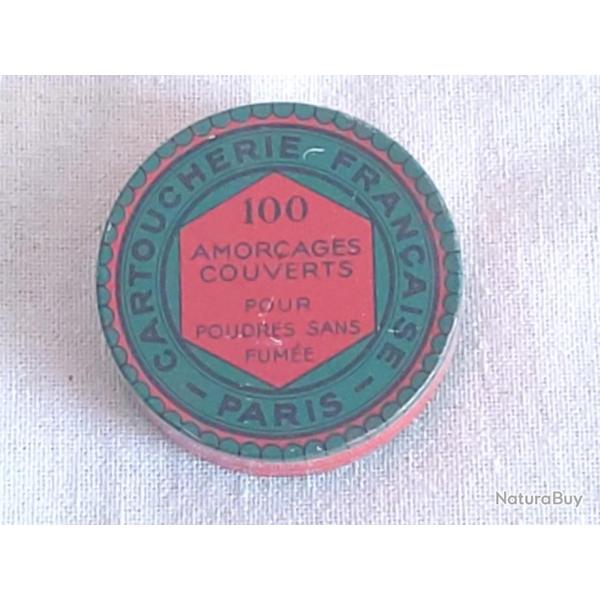 CARTOUCHERIE FRANÇAISE
– PARIS –
100
AMORÇAGES
COUVERTS
POUR
POUDRES SANS
FUMÉE
NaturaBuy